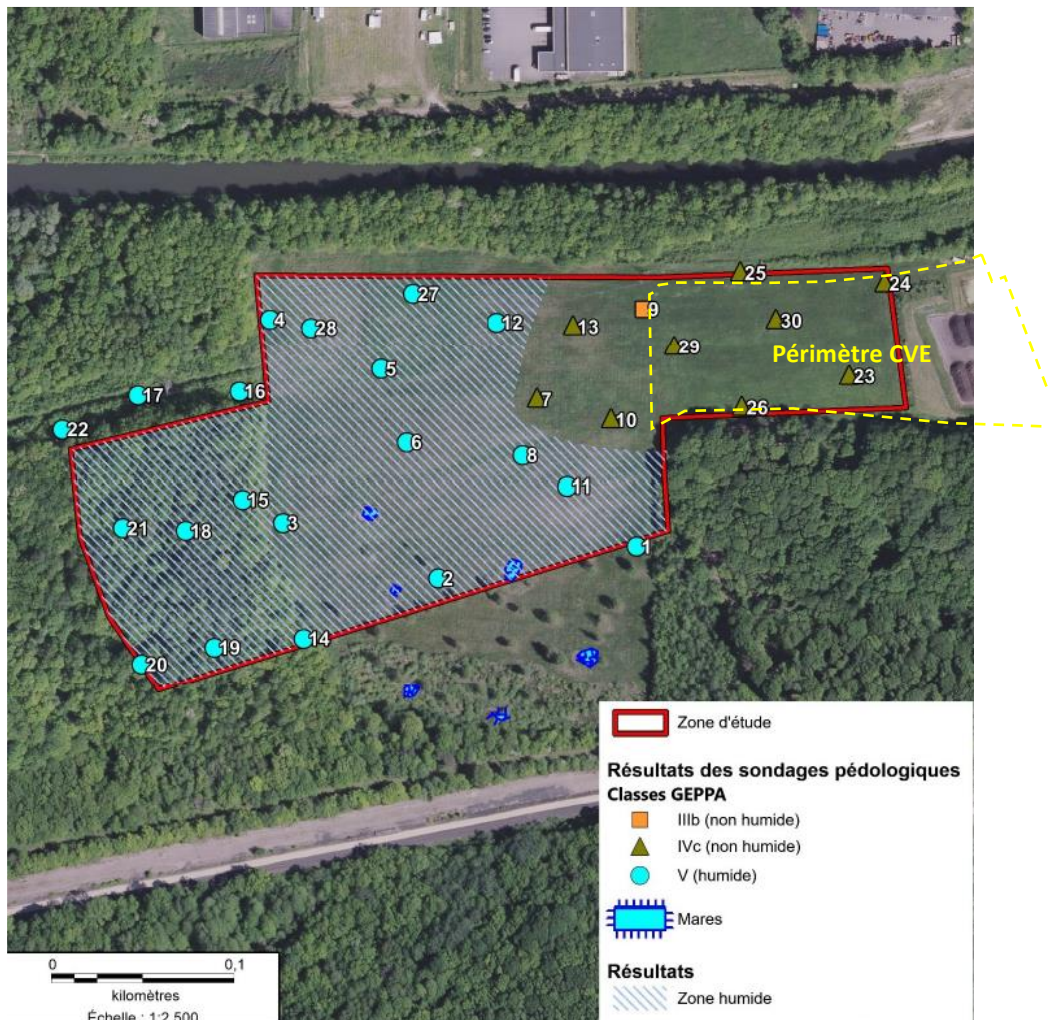 25
24
27
9
4
28
12
13
30
29
Périmètre CVE
5
23
17
16
7
26
10
22
6
8
11
15
3
21
18
1
2
14
19
20
Zone d'étude
Résultats des sondages pédologiques
Classes GEPPA
IIIb (non humide)
IVc (non humide)
V (humide)
Mares
Résultats
Zone humide
0 0,1
kilomètres
Échelle : 1:2 500